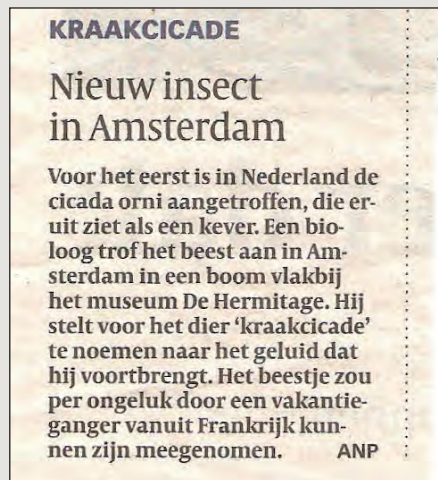 KRAAKCICADE
Nieuw insect
in Amsterdam
Voor het eerst is in Nederland de
cicada orni aangetroffen, die er-
uit ziet als een kever. Een bio-
loog trof het beest aan in Am-
sterdam in een boom vlakbij
het museum De Hermitage. Hij
stelt voor het dier ‘kraakcicade’
te noemen naar het geluid dat
hij voortbrengt. Het beestje zou
per ongeluk door een vakantie-
ganger vanuit Frankrijk kun-
nen zijn meegenomen. ANP